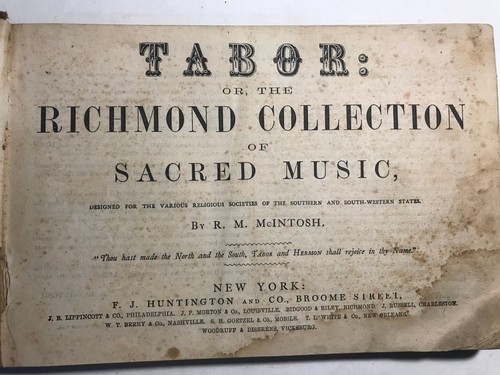 TABOR:
OR, THE
RICHMOND COLLECTION
OF
SACRED MUSIC,
DESIGNED FOR THE VARIOUS RELIGIOUS SOCIETIES OF THE SOUTHERN AND SOUTH-WESTERN STATES.
BY R. M. McINTOSH.
"Thou hast made the North and the South, TABOR and HERMON shall rejoice in thy Name."
NEW YORK:
F. J. HUNTINGTON AND CO., BROOME STREET,
J. B. LIPPINCOTT & CO., PHILADELPHIA. J. P. MORTON & CO., LOUISVILLE. BIDGOOD & RILEY, RICHMOND. J. RUSSELL, CHARLESTON.
W. T. BERRY & CO., NASHVILLE. S. H. GOETZEL & CO., MOBILE. T. L. WHITE & CO., NEW ORLEANS.
WOODRUFF & DISERENS, VICKSBURG.